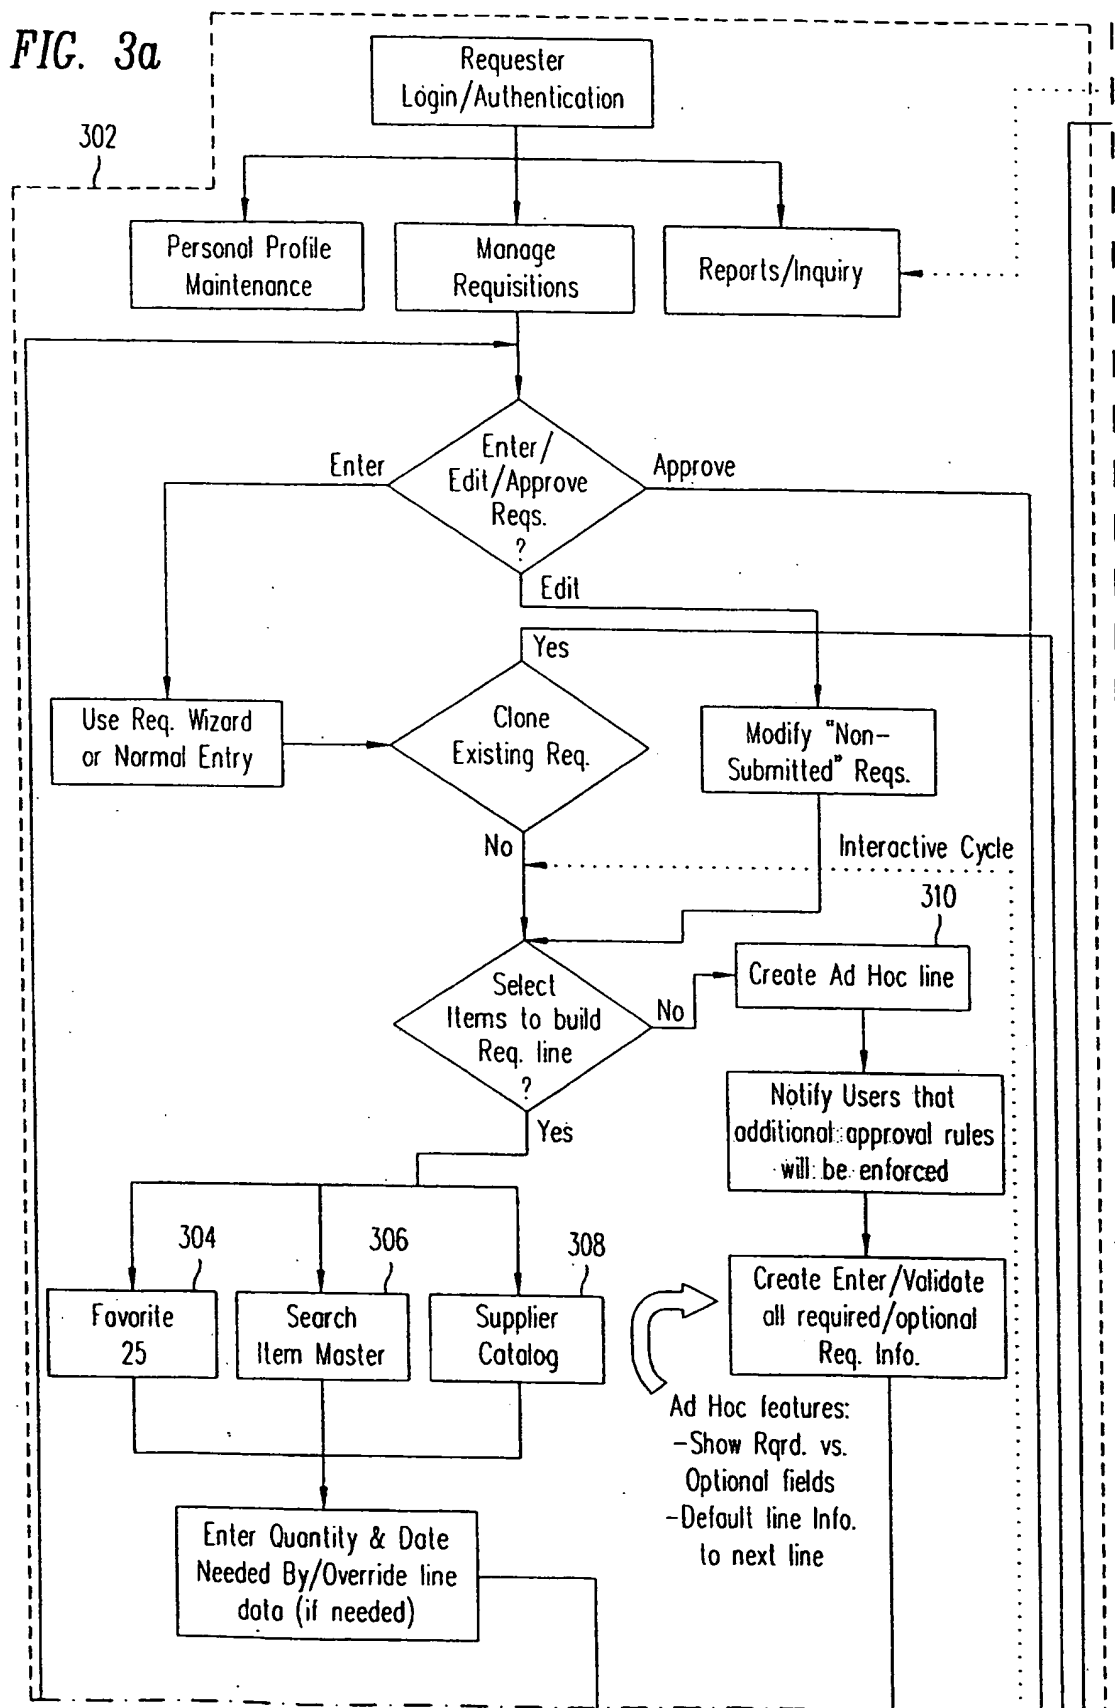 FIG. 3a
Requester
Login/Authentication
302
Personal Profile
Maintenance
Manage
Requisitions
Reports/Inquiry
Enter
Enter/
Edit/Approve
Reqs.
?
Approve
Edit
Yes
Use Req. Wizard
or Normal Entry
Clone
Existing Req.
Modify "Non-
Submitted" Reqs.
No
Interactive Cycle
310
Select
Items to build
Req. line
?
No
Create Ad Hoc line
Yes
Notify Users that
additional approval rules
will be enforced
304
306
308
Favorite
25
Search
Item Master
Supplier
Catalog
Create Enter/Validate
all required/optional
Req. Info.
Ad Hoc features:
-Show Rqrd. vs.
Optional fields
-Default line Info.
to next line
Enter Quantity & Date
Needed By/Override line
data (if needed)